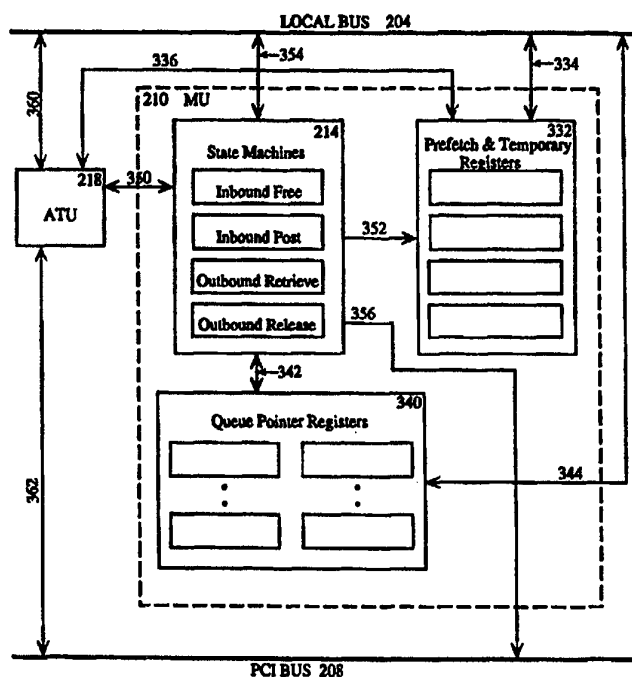 LOCAL BUS 204
336
354
334
360
210 MU
214
State Machines
Inbound Free
Inbound Post
Outbound Retrieve
Outbound Release
332
Prefetch & Temporary
Registers
218
ATU
350
352
356
342
340
Queue Pointer Registers
344
362
PCI BUS 208